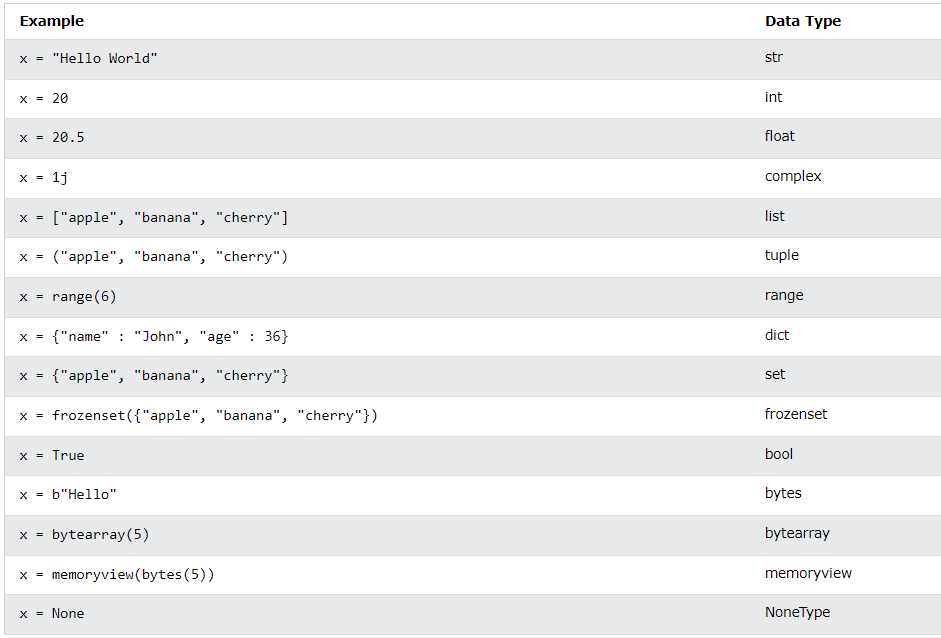 Example Data Type
x = "Hello World" str
x = 20 int
x = 20.5 float
x = 1j complex
x = ["apple", "banana", "cherry"] list
x = ("apple", "banana", "cherry") tuple
x = range(6) range
x = {"name" : "John", "age" : 36} dict
x = {"apple", "banana", "cherry"} set
x = frozenset({"apple", "banana", "cherry"}) frozenset
x = True bool
x = b"Hello" bytes
x = bytearray(5) bytearray
x = memoryview(bytes(5)) memoryview
x = None NoneType